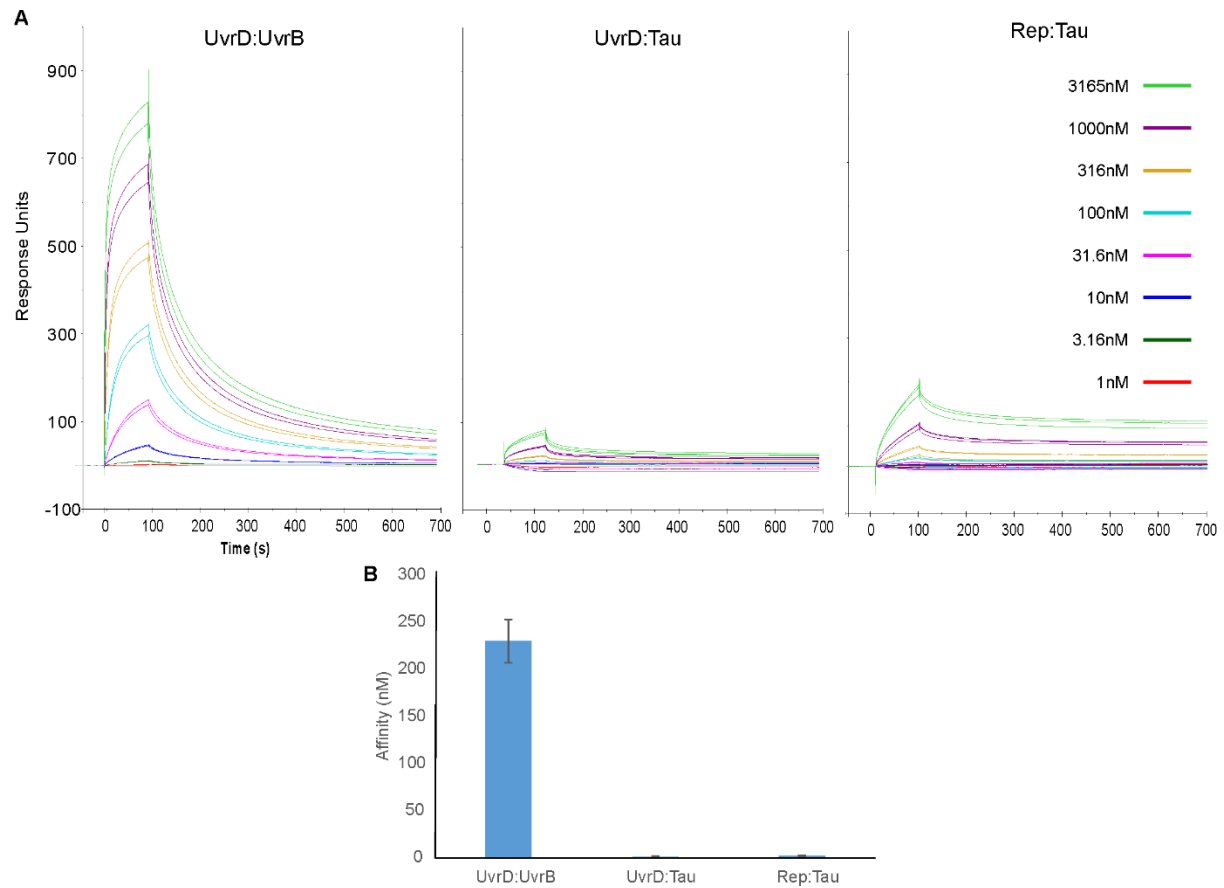 A
UvrD:UvrB
UvrD:Tau
Rep:Tau
900
700
500
300
100
-100
Response Units
3165nM
1000nM
316nM
100nM
31.6nM
10nM
3.16nM
1nM
0 100 200 300 400 500 600 700
0 100 200 300 400 500 600 700
0 100 200 300 400 500 600 700
Time (s)
B
300
250
200
150
100
50
0
Affinity (nM)
UvrD:UvrB
UvrD:Tau
Rep:Tau